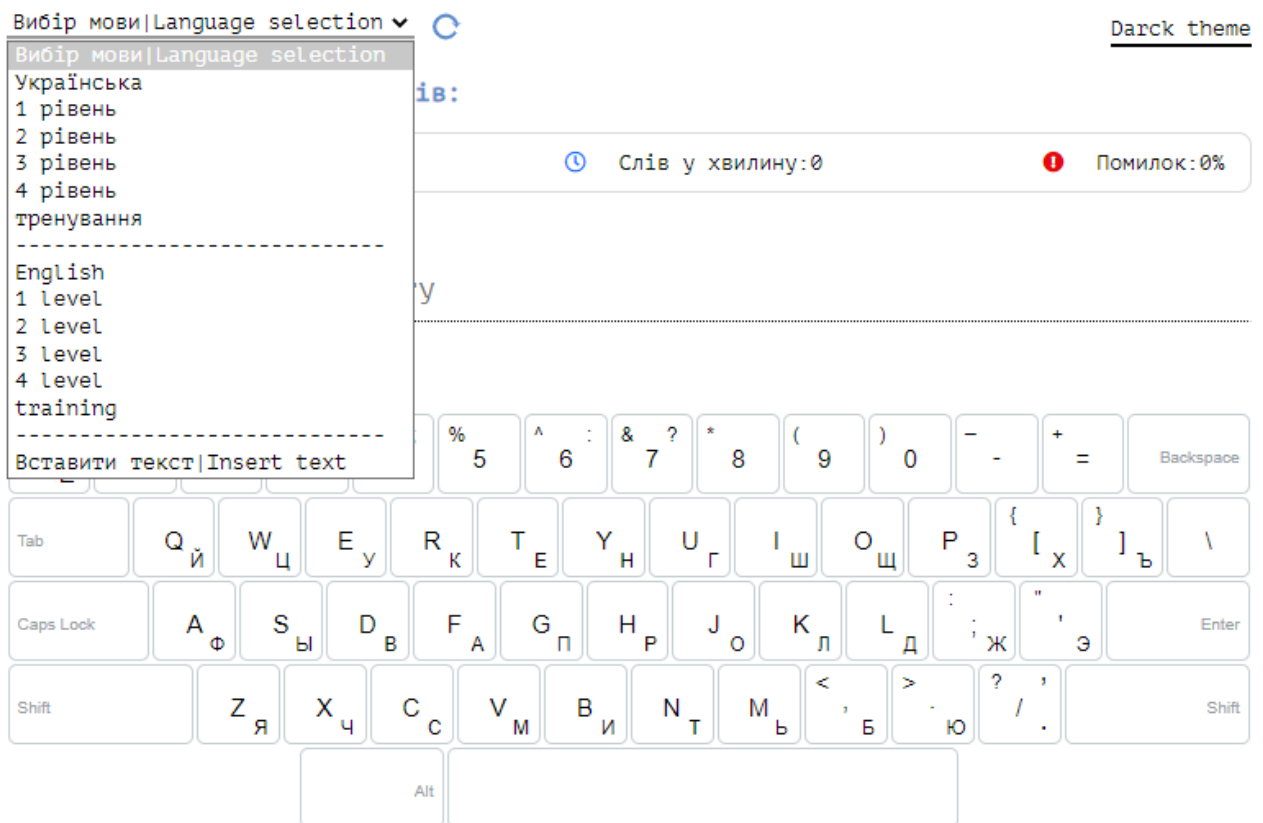 Вибір мови|Language selection
Darck theme
Вибір мови|Language selection
Українська
1 рівень
2 рівень
3 рівень
4 рівень
тренування
------------------------------
English
1 level
2 level
3 level
4 level
training
------------------------------
Вставити текст|Insert text
ів:
Слів у хвилину:0 Помилок:0%
% 5 ^ : 6 & ? 7 * 8 ( 9 ) 0 – - + = Backspace
Tab Q Й W Ц E У R К T Е Y Н U Г I Ш O Щ P З { [ Х } ] Ъ \
Caps Lock A Ф S Ы D В F А G П H Р J О K Л L Д : ; Ж " ' Э Enter
Shift Z Я X Ч C С V М B И N Т M Ь < , Б > . Ю ? / , . Shift
Alt